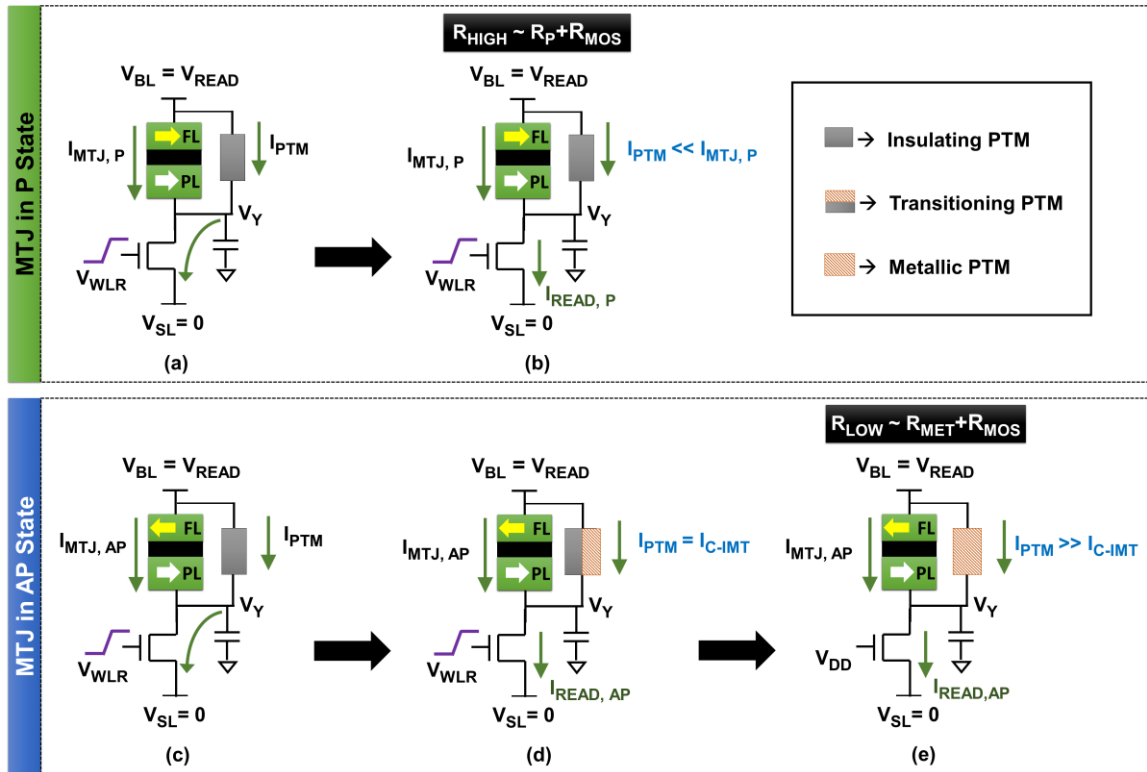 MTJ in P State
R_HIGH ~ R_P+R_MOS
V_BL = V_READ
FL
PL
I_MTJ, P
I_PTM
V_Y
V_WLR
V_SL= 0
(a)
V_BL = V_READ
FL
PL
I_MTJ, P
I_PTM << I_MTJ, P
V_Y
V_WLR
I_READ, P
V_SL= 0
(b)
→ Insulating PTM
→ Transitioning PTM
→ Metallic PTM
MTJ in AP State
V_BL = V_READ
FL
PL
I_MTJ, AP
I_PTM
V_Y
V_WLR
V_SL= 0
(c)
V_BL = V_READ
FL
PL
I_MTJ, AP
I_PTM = I_C-IMT
V_Y
V_WLR
I_READ, AP
V_SL= 0
(d)
R_LOW ~ R_MET+R_MOS
V_BL = V_READ
FL
PL
I_MTJ, AP
I_PTM >> I_C-IMT
V_Y
V_DD
I_READ,AP
V_SL= 0
(e)